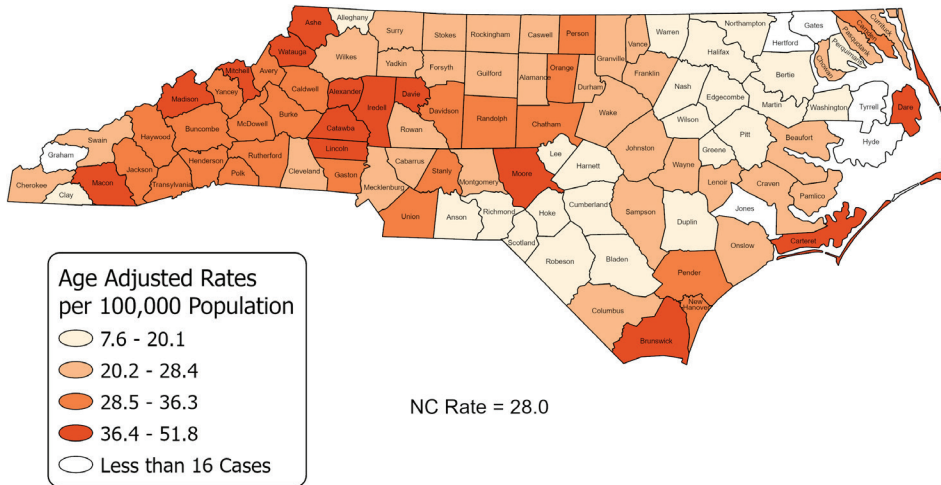 Ashe
Alleghany
Surry
Stokes
Rockingham
Caswell
Person
Vance
Warren
Northampton
Gates
Hertford
Currituck
Camden
Pasquotank
Perquimans
Chowan
Watauga
Wilkes
Yadkin
Forsyth
Guilford
Alamance
Orange
Durham
Granville
Franklin
Halifax
Bertie
Mitchell
Avery
Caldwell
Alexander
Iredell
Davie
Davidson
Randolph
Chatham
Wake
Nash
Edgecombe
Martin
Washington
Tyrrell
Dare
Madison
Yancey
McDowell
Burke
Catawba
Rowan
Wilson
Pitt
Beaufort
Hyde
Swain
Haywood
Buncombe
Rutherford
Lincoln
Lee
Johnston
Greene
Graham
Jackson
Henderson
Polk
Cleveland
Gaston
Cabarrus
Stanly
Montgomery
Moore
Harnett
Wayne
Lenoir
Craven
Pamlico
Cherokee
Clay
Macon
Transylvania
Mecklenburg
Union
Anson
Richmond
Hoke
Cumberland
Sampson
Duplin
Jones
Carteret
Scotland
Robeson
Bladen
Onslow
Pender
New
Hanover
Columbus
Brunswick
Age Adjusted Rates
per 100,000 Population
7.6 - 20.1
20.2 - 28.4
28.5 - 36.3
36.4 - 51.8
Less than 16 Cases
NC Rate = 28.0